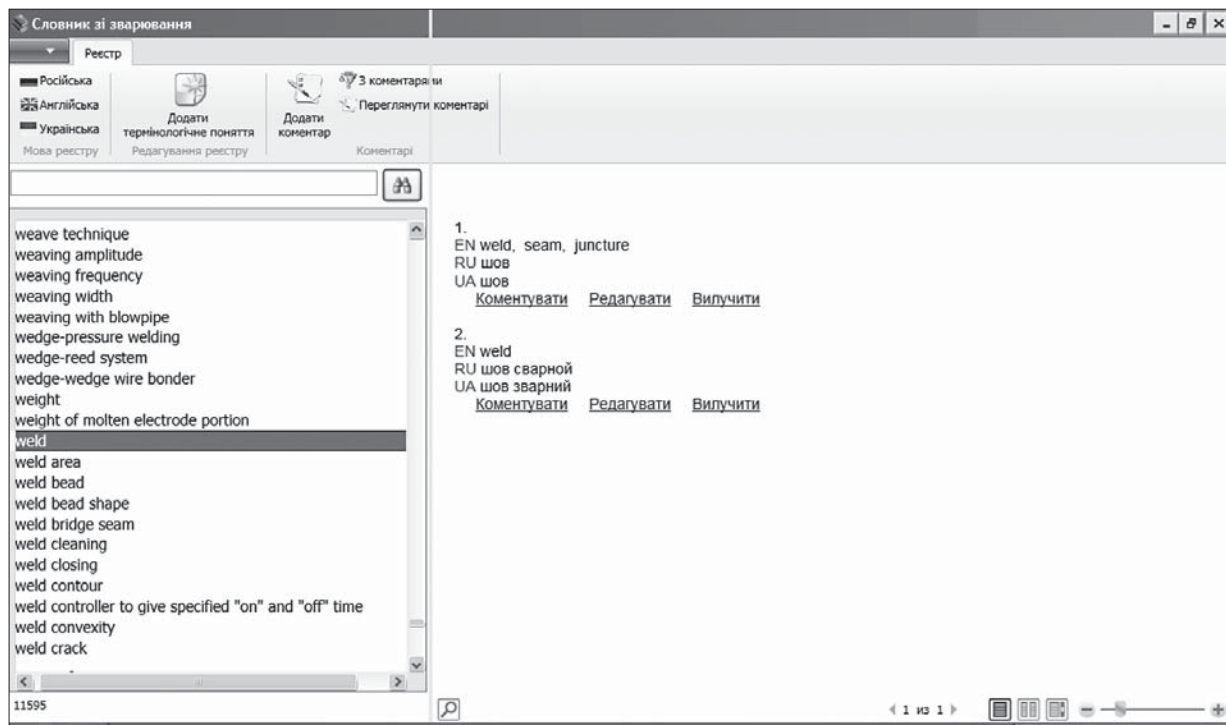 Словник зі зварювання
Реєстр
Російська
Англійська
Українська
Мова реєстру
Додати
термінологічне поняття
Редагування реєстру
Додати
коментар
З коментарями
Переглянути коментарі
Коментарі
weave technique
weaving amplitude
weaving frequency
weaving width
weaving with blowpipe
wedge-pressure welding
wedge-reed system
wedge-wedge wire bonder
weight
weight of molten electrode portion
weld
weld area
weld bead
weld bead shape
weld bridge seam
weld cleaning
weld closing
weld contour
weld controller to give specified "on" and "off" time
weld convexity
weld crack
11595
1.
EN weld, seam, juncture
RU шов
UA шов
Коментувати Редагувати Вилучити
2.
EN weld
RU шов сварной
UA шов зварний
Коментувати Редагувати Вилучити
1 из 1